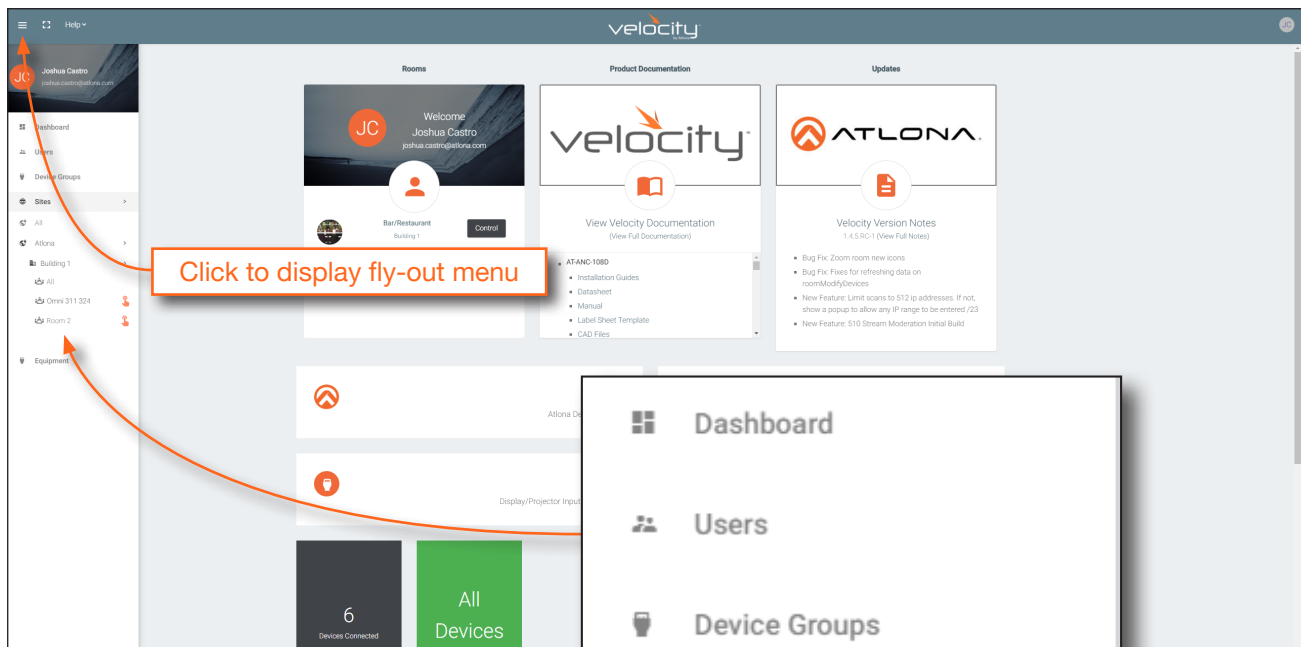 Help
velocity
by Atlona
JC
JC
Joshua Castro
joshua.castro@atlona.com
Dashboard
Users
Device Groups
Sites
All
Atlona
Building 1
All
Omni 311 324
Room 2
Equipment
Click to display fly-out menu
Rooms
JC
Welcome
Joshua Castro
joshua.castro@atlona.com
Bar/Restaurant
Building 1
Control
Product Documentation
velocity
View Velocity Documentation
(View Full Documentation)
AT-ANC-108D
Installation Guides
Datasheet
Manual
Label Sheet Template
CAD Files
Updates
ATLONA.
Velocity Version Notes
1.4.5 RC-1 (View Full Notes)
Bug Fix: Zoom room new icons
Bug Fix: Fixes for refreshing data on
roomModifyDevices
New Feature: Limit scans to 512 ip addresses. If not,
show a popup to allow any IP range to be entered /23
New Feature: 510 Stream Moderation Initial Build
Atlona De
Display/Projector Input
6
Devices Connected
All
Devices
Dashboard
Users
Device Groups